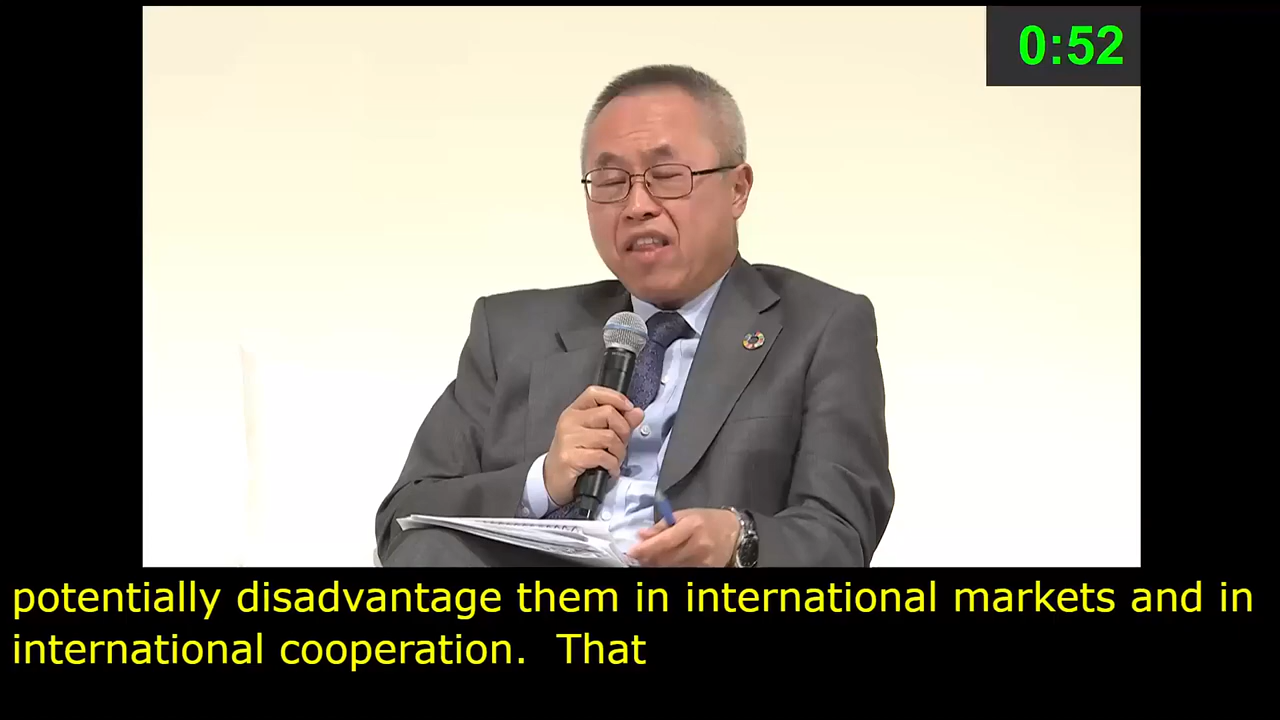 0:52
potentially disadvantage them in international markets and in
international cooperation.  That